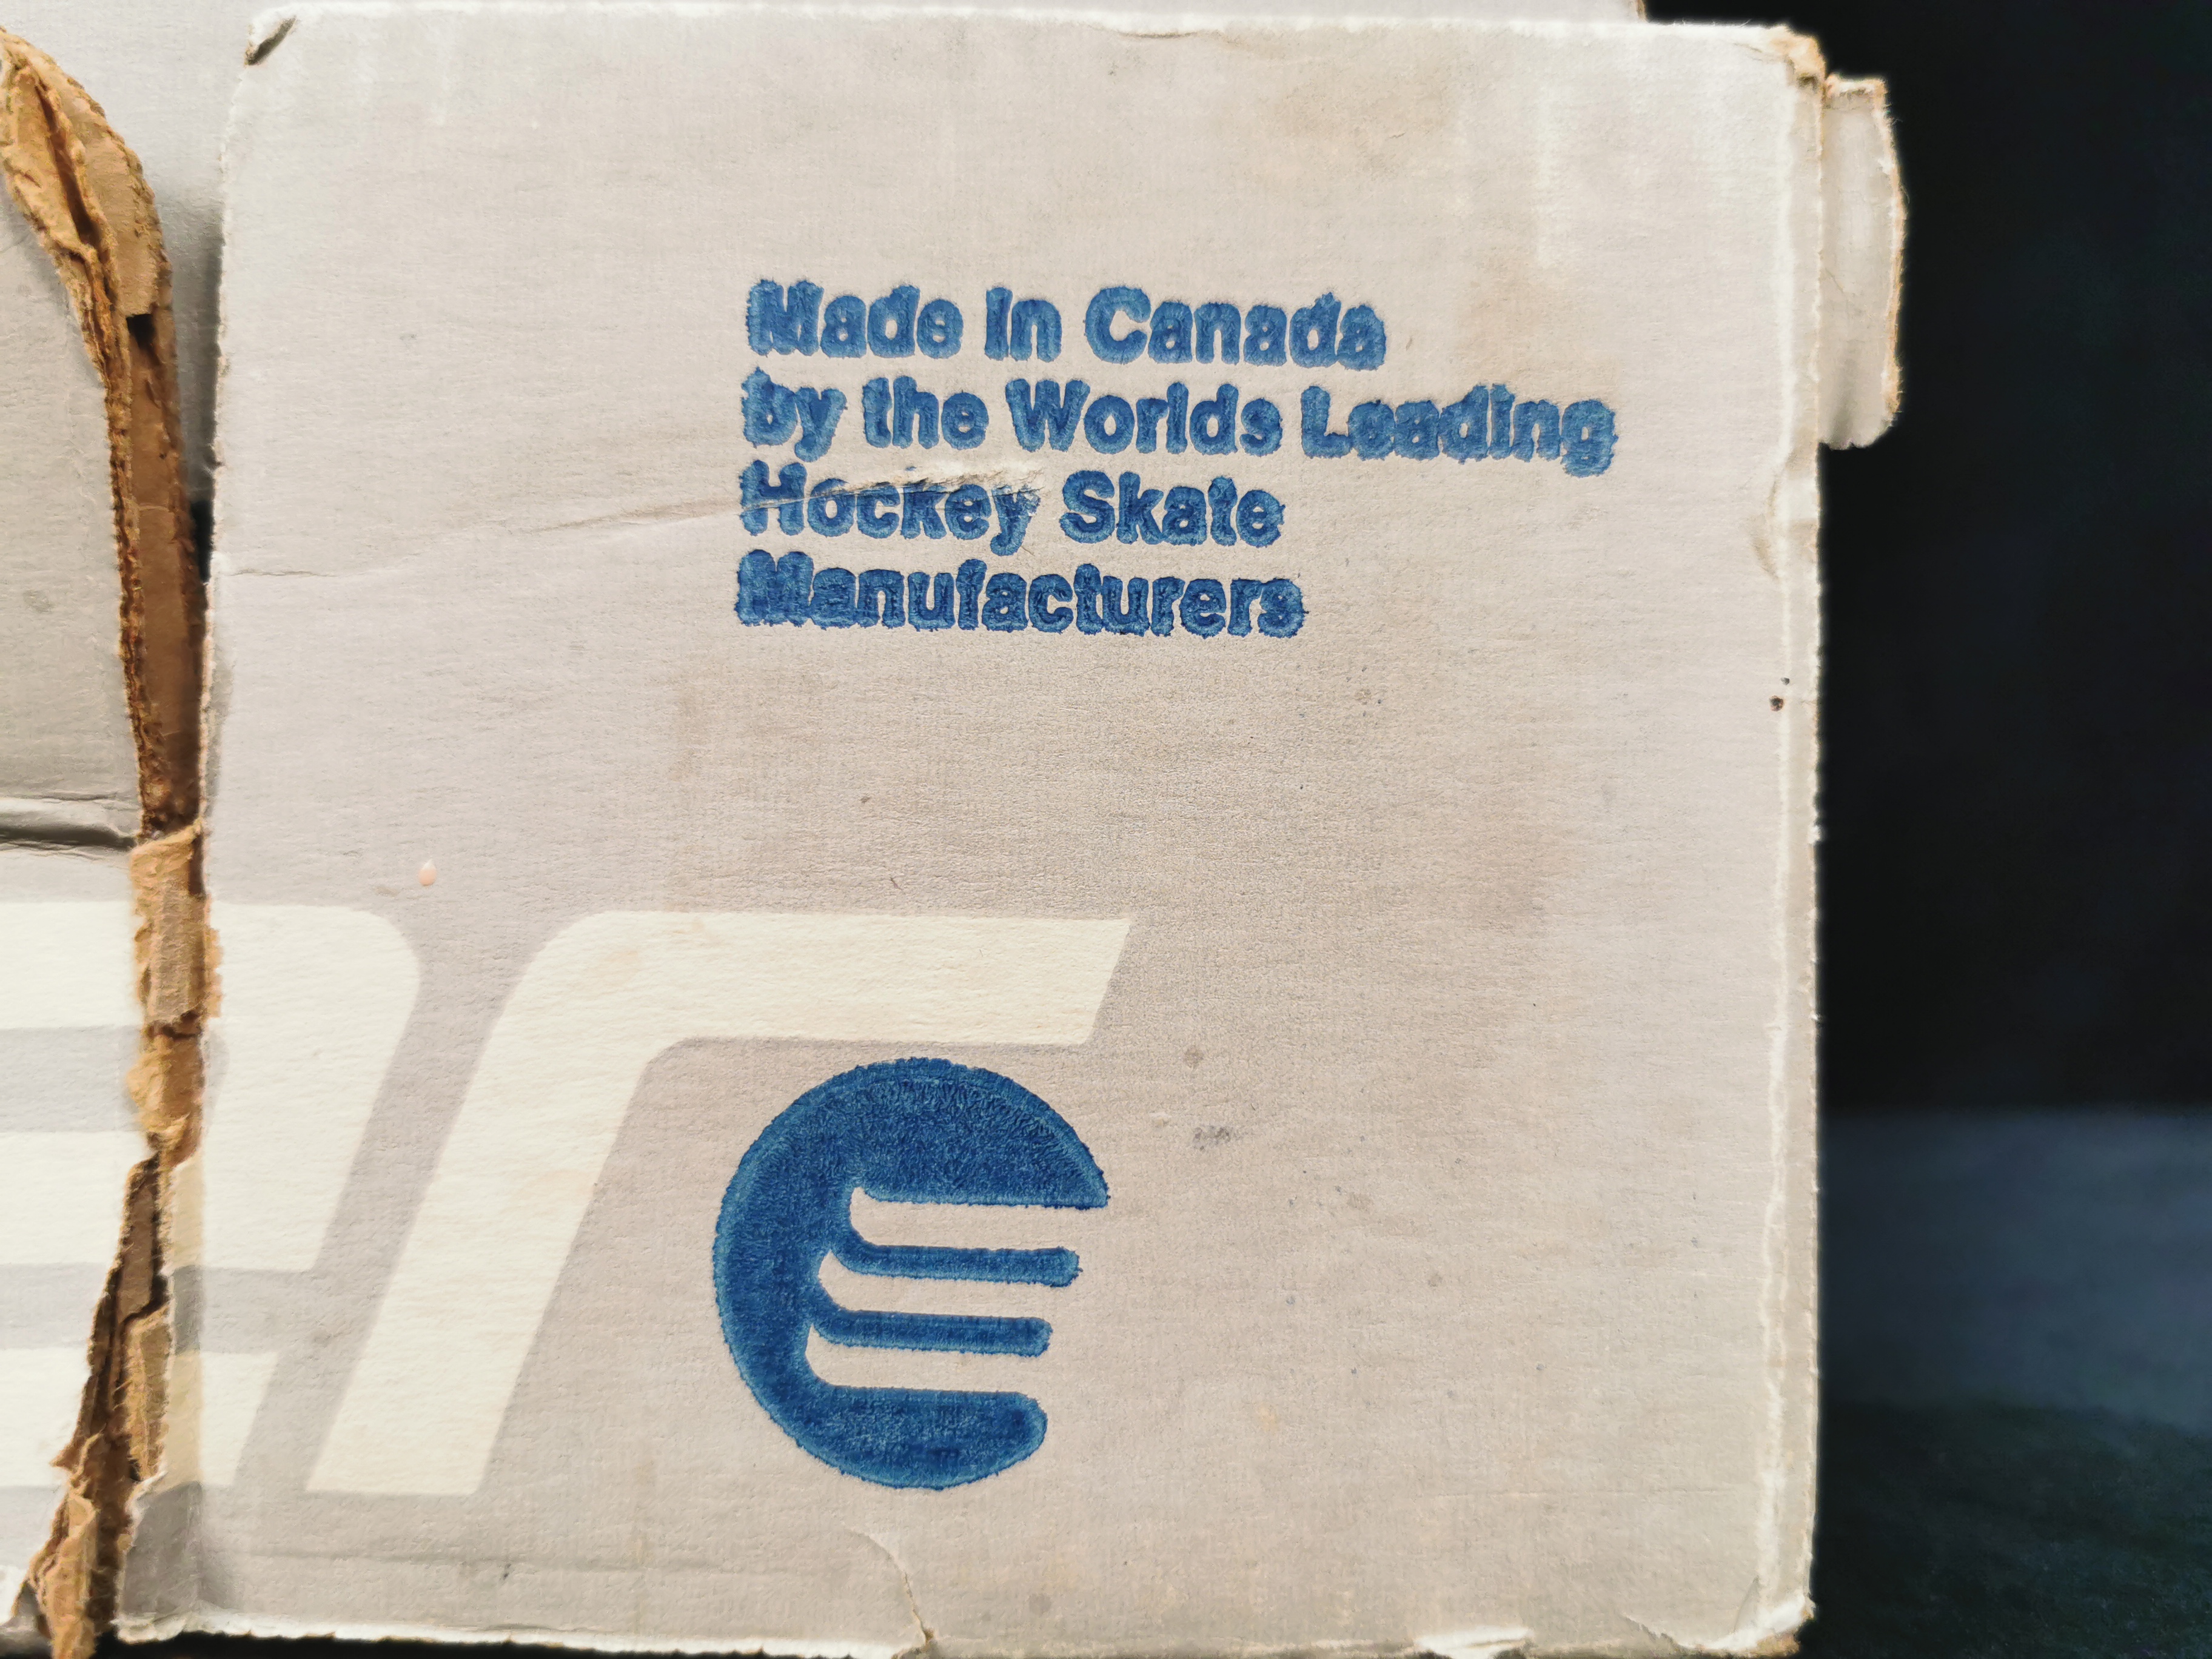 Made in Canada
by the Worlds Leading
Hockey Skate
Manufacturers